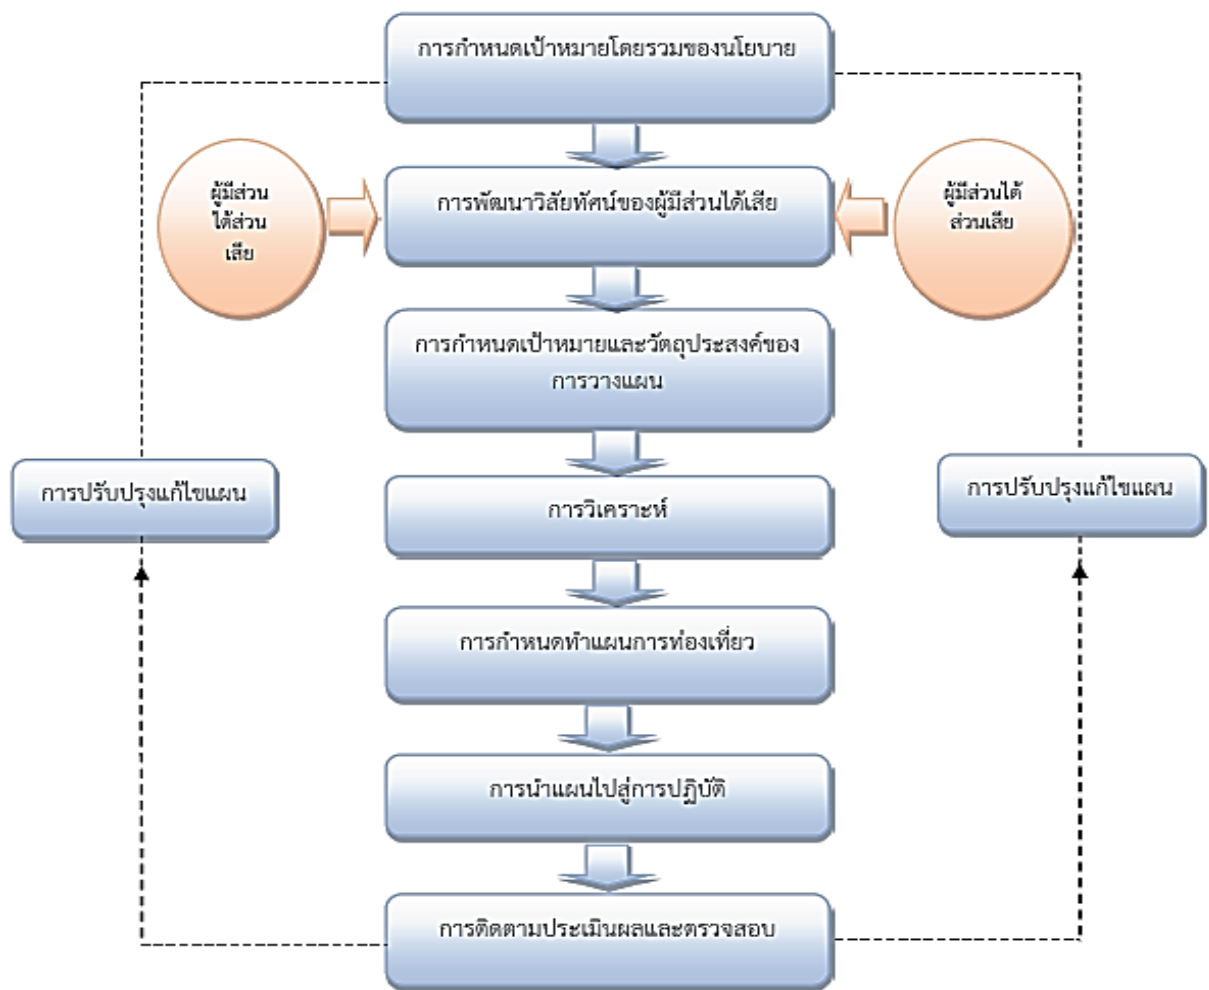 การกำหนดเป้าหมายโดยรวมของนโยบาย
ผู้มีส่วน
ได้ส่วน
เสีย
การพัฒนาวิสัยทัศน์ของผู้มีส่วนได้เสีย
ผู้มีส่วนได้
ส่วนเสีย
การกำหนดเป้าหมายและวัตถุประสงค์ของ
การวางแผน
การปรับปรุงแก้ไขแผน
การวิเคราะห์
การปรับปรุงแก้ไขแผน
การกำหนดทำแผนการท่องเที่ยว
การนำแผนไปสู่การปฏิบัติ
การติดตามประเมินผลและตรวจสอบ